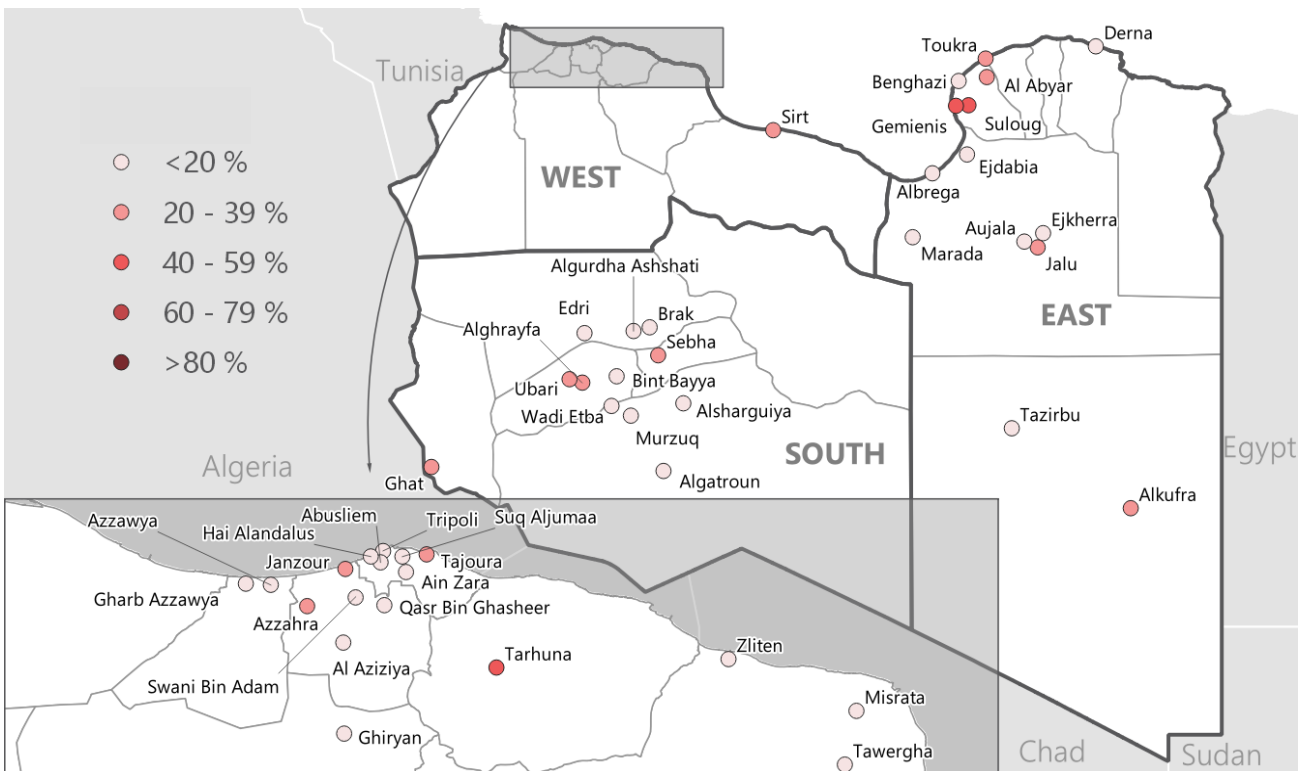 Derna
Toukra
Tunisia
Benghazi
Al Abyar
Sirt
Gemienis
Suloug
<20 %
Ejdabia
WEST
Albrega
20 - 39 %
Ejkherra
Aujala
Marada
Jalu
40 - 59 %
Algurdha Ashshati
Edri
Brak
EAST
60 - 79 %
Alghrayfa
Sebha
>80 %
Ubari
Bint Bayya
Wadi Etba
Alsharguiya
Tazirbu
Murzuq
SOUTH
Egypt
Algeria
Ghat
Algatroun
Alkufra
Azzawya
Abusliem
Tripoli
Suq Aljumaa
Hai Alandalus
Janzour
Tajoura
Ain Zara
Gharb Azzawya
Qasr Bin Ghasheer
Azzahra
Zliten
Tarhuna
Al Aziziya
Swani Bin Adam
Misrata
Ghiryan
Tawergha
Chad
Sudan